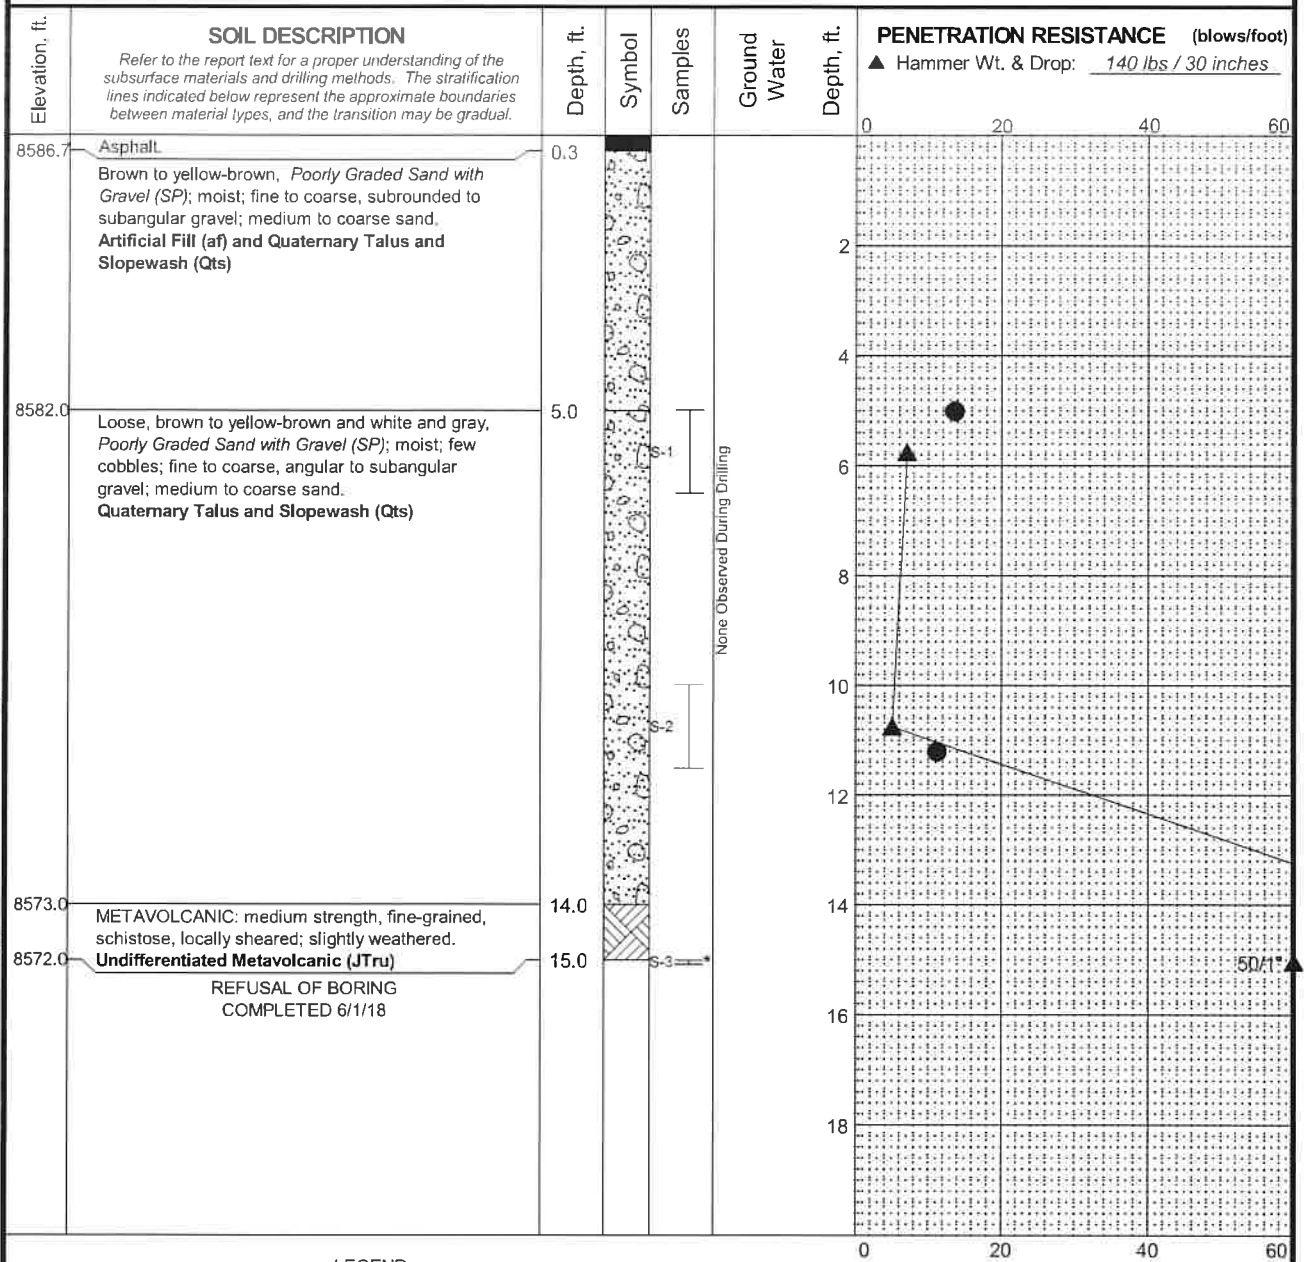 Elevation, ft.
SOIL DESCRIPTION
Refer to the report text for a proper understanding of the
subsurface materials and drilling methods. The stratification
lines indicated below represent the approximate boundaries
between material types, and the transition may be gradual.
Depth, ft.
Symbol
Samples
Ground
Water
Depth, ft.
PENETRATION RESISTANCE (blows/foot)
▲ Hammer Wt. & Drop: 140 lbs / 30 inches
0 20 40 60
8586.7 Asphalt. 0.3
Brown to yellow-brown, Poorly Graded Sand with
Gravel (SP); moist; fine to coarse, subrounded to
subangular gravel; medium to coarse sand.
Artificial Fill (af) and Quaternary Talus and
Slopewash (Qts)
2
4
8582.0 5.0
Loose, brown to yellow-brown and white and gray,
Poorly Graded Sand with Gravel (SP); moist; few
cobbles; fine to coarse, angular to subangular
gravel; medium to coarse sand.
Quaternary Talus and Slopewash (Qts)
S-1
6
None Observed During Drilling
8
10
S-2
12
8573.0 14.0 14
METAVOLCANIC: medium strength, fine-grained,
schistose, locally sheared; slightly weathered.
8572.0 Undifferentiated Metavolcanic (JTru) 15.0 S-3 * 50/1"
REFUSAL OF BORING
COMPLETED 6/1/18
16
18
0 20 40 60
LEGEND